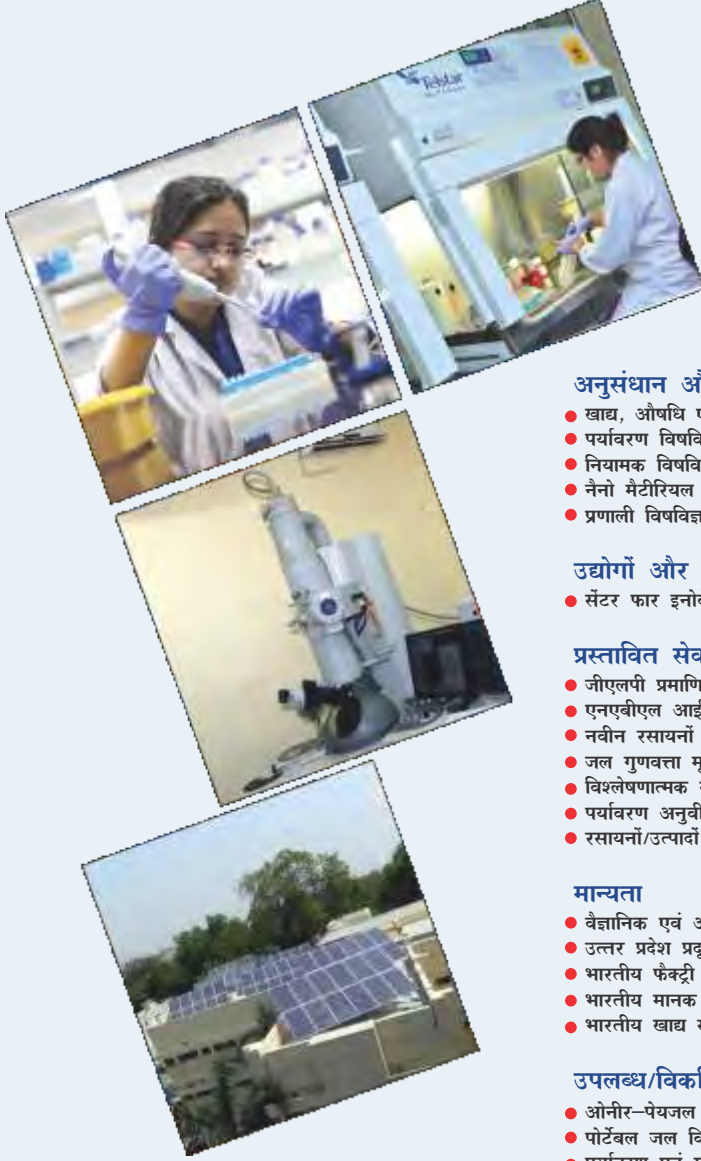 Telstar
अनुसंधान औ
खाद्य, औषधि ए
पर्यावरण विषवि
नियामक विषवि
नैनो मैटीरियल
प्रणाली विषविज्ञ
उद्योगों और
सेंटर फार इनोव
प्रस्तावित सेव
जीएलपी प्रमाणि
एनएबीएल आई
नवीन रसायनों
जल गुणवत्ता मू
विश्लेषणात्मक
पर्यावरण अनुवी
रसायनों/उत्पादों
मान्यता
वैज्ञानिक एवं अ
उत्तर प्रदेश प्रदू
भारतीय फैक्ट्री
भारतीय मानक
भारतीय खाद्य स
उपलब्ध/विकि
ओनीर–पेयजल
पोर्टेबल जल वि